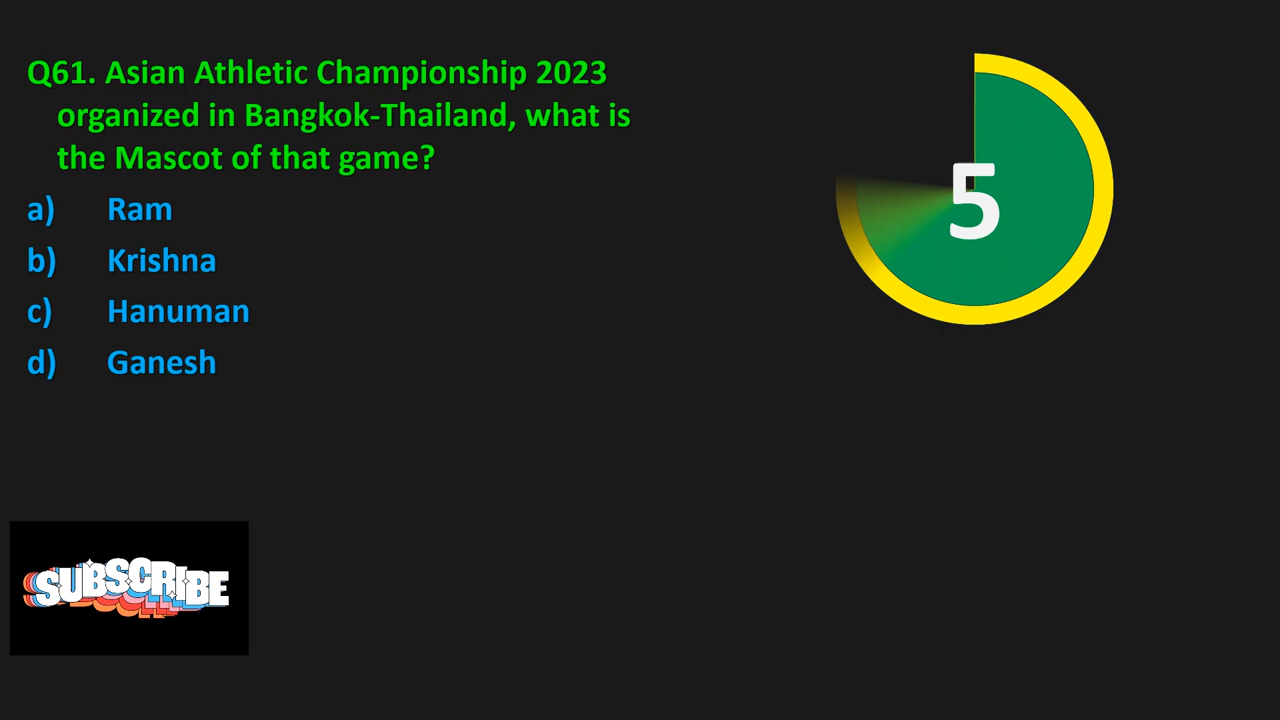 Q61. Asian Athletic Championship 2023
organized in Bangkok-Thailand, what is
the Mascot of that game?
a) Ram
b) Krishna
c) Hanuman
d) Ganesh
5
SUBSCRIBE